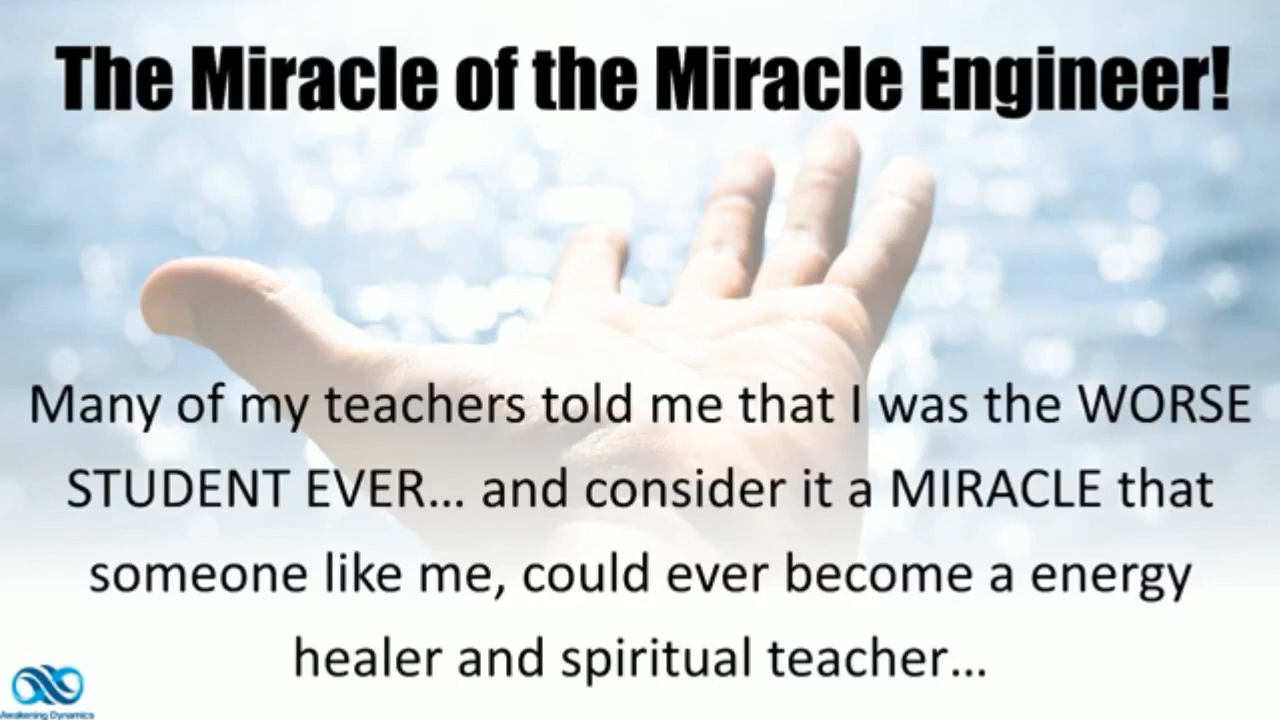 The Miracle of the Miracle Engineer!
Many of my teachers told me that I was the WORSE
STUDENT EVER... and consider it a MIRACLE that
someone like me, could ever become a energy
healer and spiritual teacher...
Awakening Dynamics